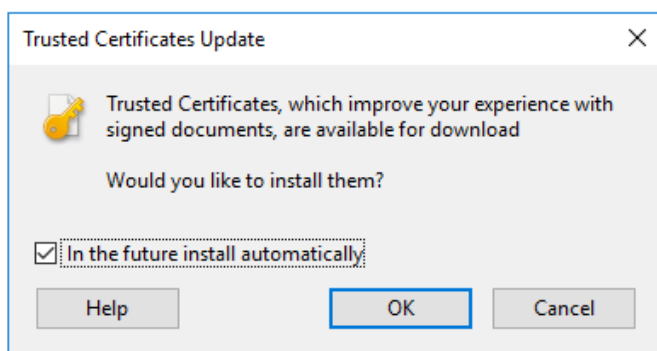 Trusted Certificates Update
Trusted Certificates, which improve your experience with
signed documents, are available for download
Would you like to install them?
In the future install automatically
Help OK Cancel